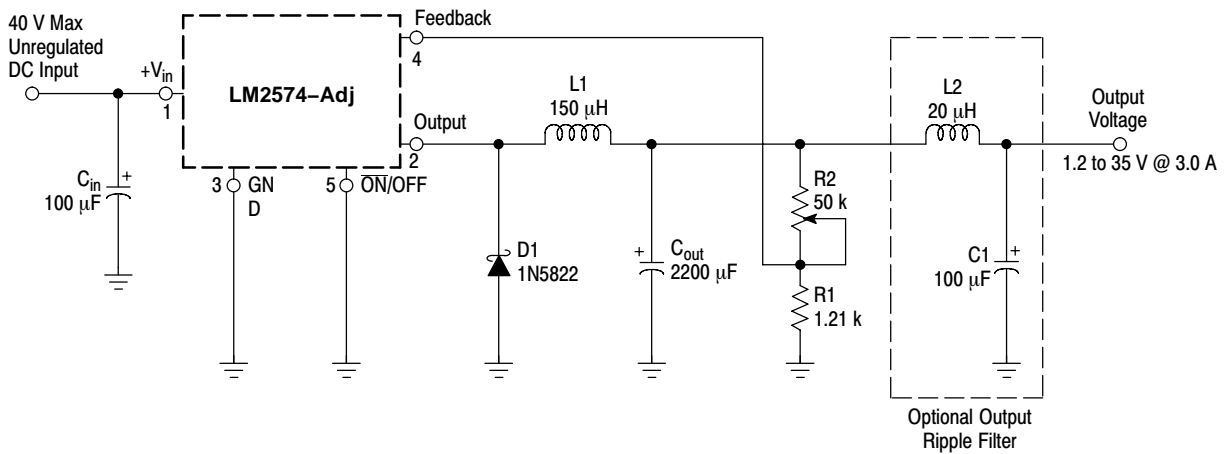 40 V Max
Unregulated
DC Input
+Vin
1
LM2574–Adj
Feedback
4
Output
2
3
GN
D
5
ON/OFF
Cin
100 μF
+
L1
150 μH
D1
1N5822
+
Cout
2200 μF
R2
50 k
R1
1.21 k
L2
20 μH
C1
100 μF
+
Output
Voltage
1.2 to 35 V @ 3.0 A
Optional Output
Ripple Filter